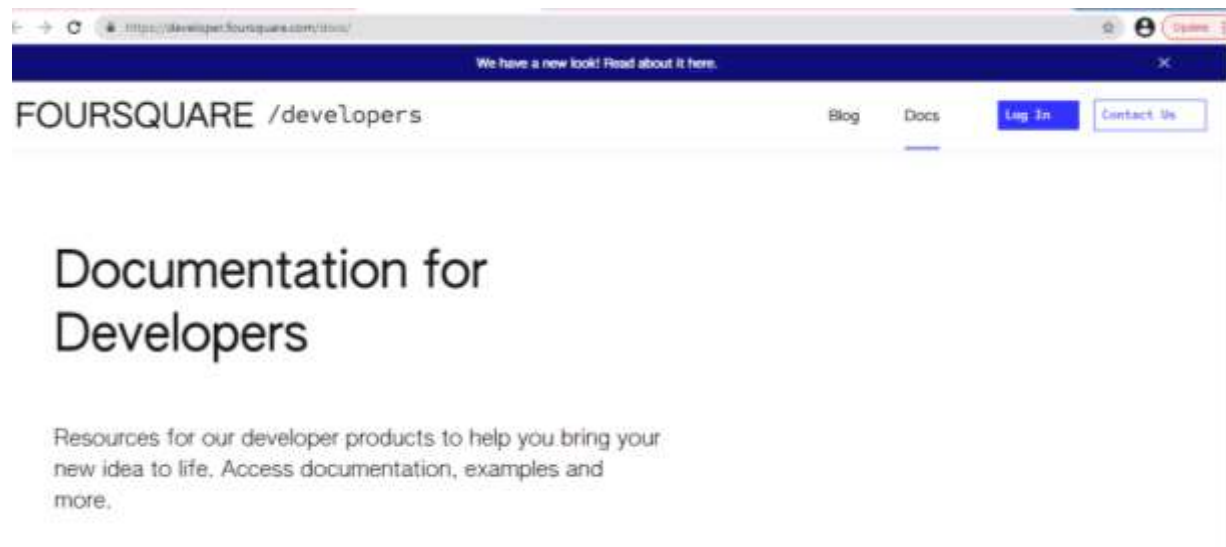 https://developer.foursquare.com/docs/
Update
We have a new look! Read about it here.
FOURSQUARE /developers
Blog
Docs
Log In
Contact Us
Documentation for
Developers
Resources for our developer products to help you bring your
new idea to life. Access documentation, examples and
more.